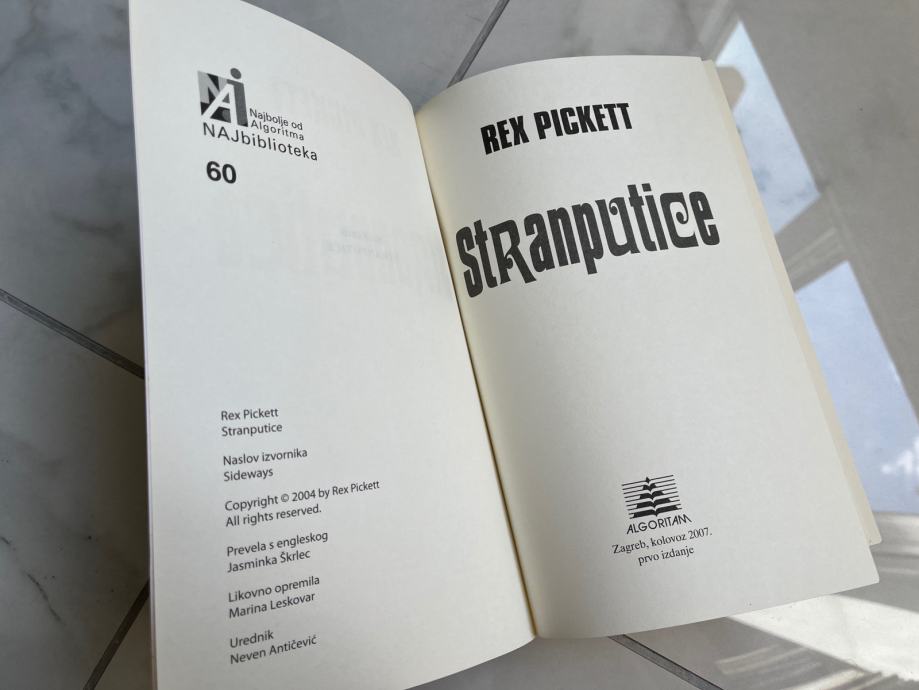 NAJ
Najbolje od
Algoritma
NAJbiblioteka
60
Rex Pickett
Stranputice
Naslov izvornika
Sideways
Copyright © 2004 by Rex Pickett
All rights reserved.
Prevela s engleskog
Jasminka Škrlec
Likovno opremila
Marina Leskovar
Urednik
Neven Antičević
REX PICKETT
StRanputice
ALGORITAM
Zagreb, kolovoz 2007.
prvo izdanje